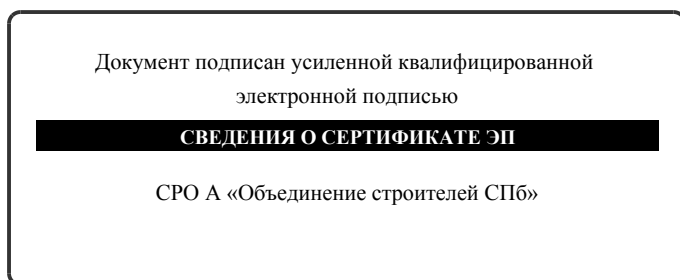 Документ подписан усиленной квалифицированной
электронной подписью
СВЕДЕНИЯ О СЕРТИФИКАТЕ ЭП
СРО А «Объединение строителей СПб»